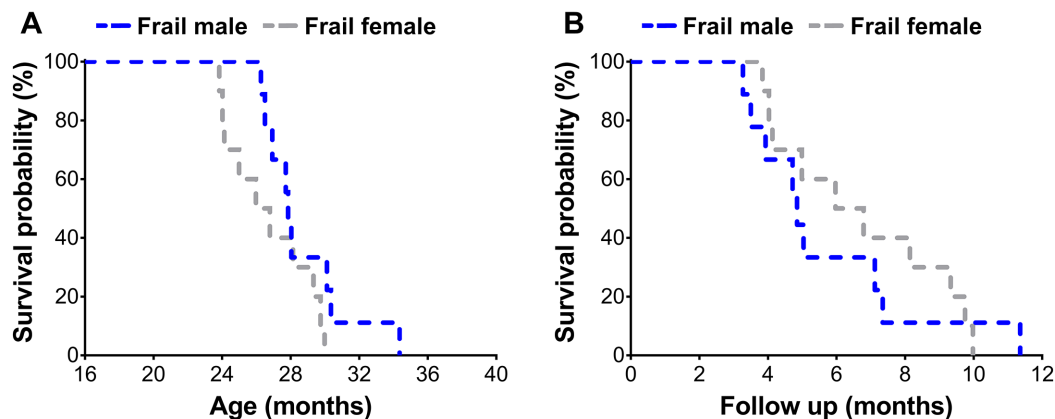 A
Frail male Frail female
Survival probability (%)
100
80
60
40
20
0
16 20 24 28 32 36 40
Age (months)
B
Frail male Frail female
Survival probability (%)
100
80
60
40
20
0
0 2 4 6 8 10 12
Follow up (months)